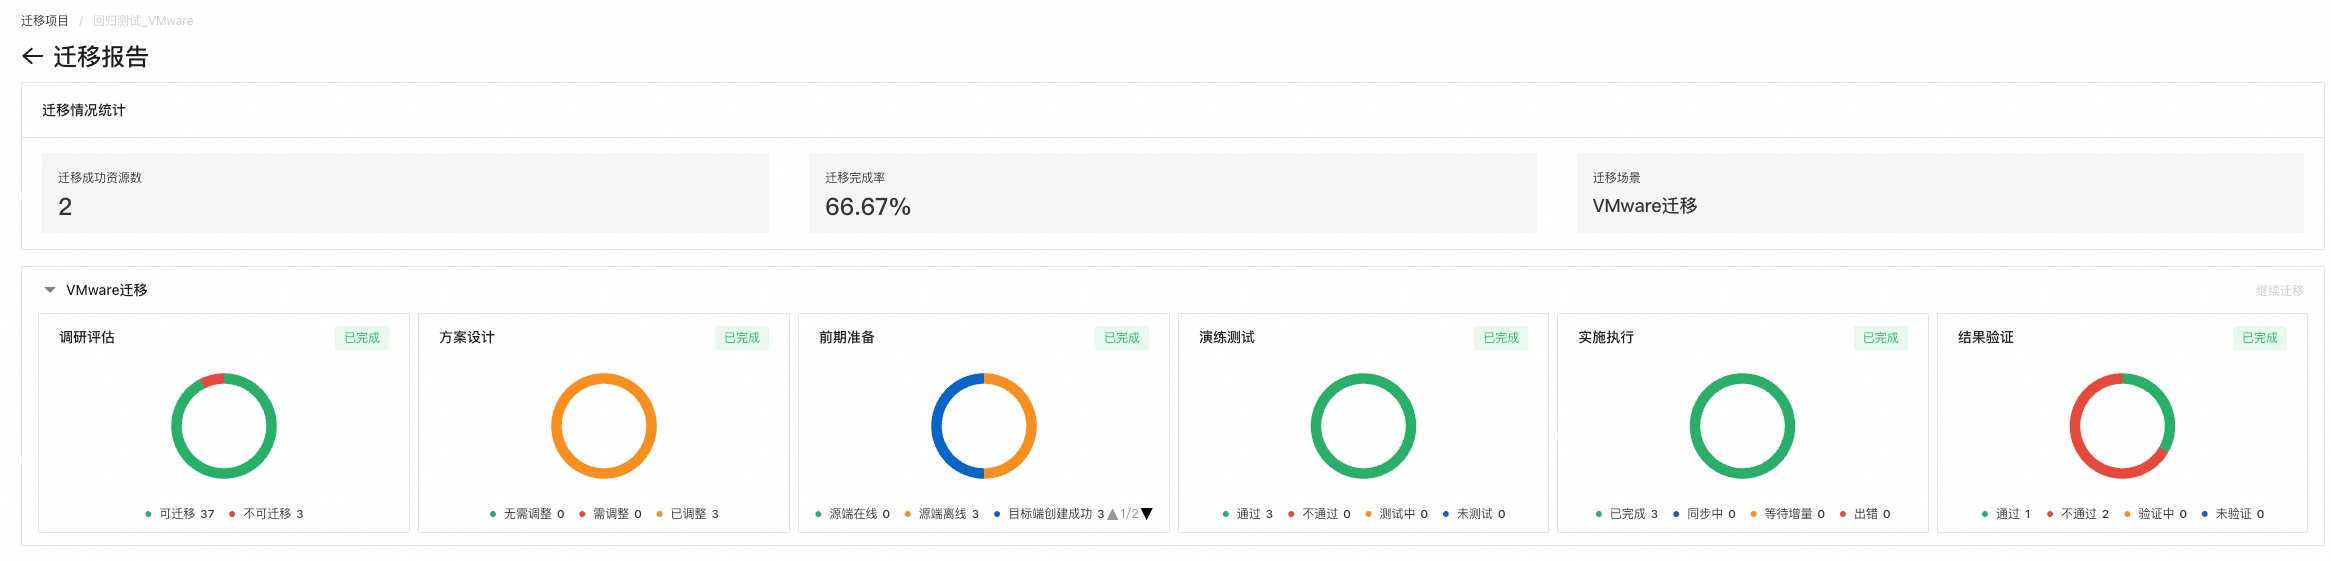 迁移项目 / 回归测试_VMware
迁移报告
迁移情况统计
迁移成功资源数
2
迁移完成率
66.67%
迁移场景
VMware迁移
VMware迁移
继续迁移
调研评估 已完成
可迁移 37 不可迁移 3
方案设计 已完成
无需调整 0 需调整 0 已调整 3
前期准备 已完成
源端在线 0 源端离线 3 目标端创建成功 3 1/2
演练测试 已完成
通过 3 不通过 0 测试中 0 未测试 0
实施执行 已完成
已完成 3 同步中 0 等待增量 0 出错 0
结果验证 已完成
通过 1 不通过 2 验证中 0 未验证 0